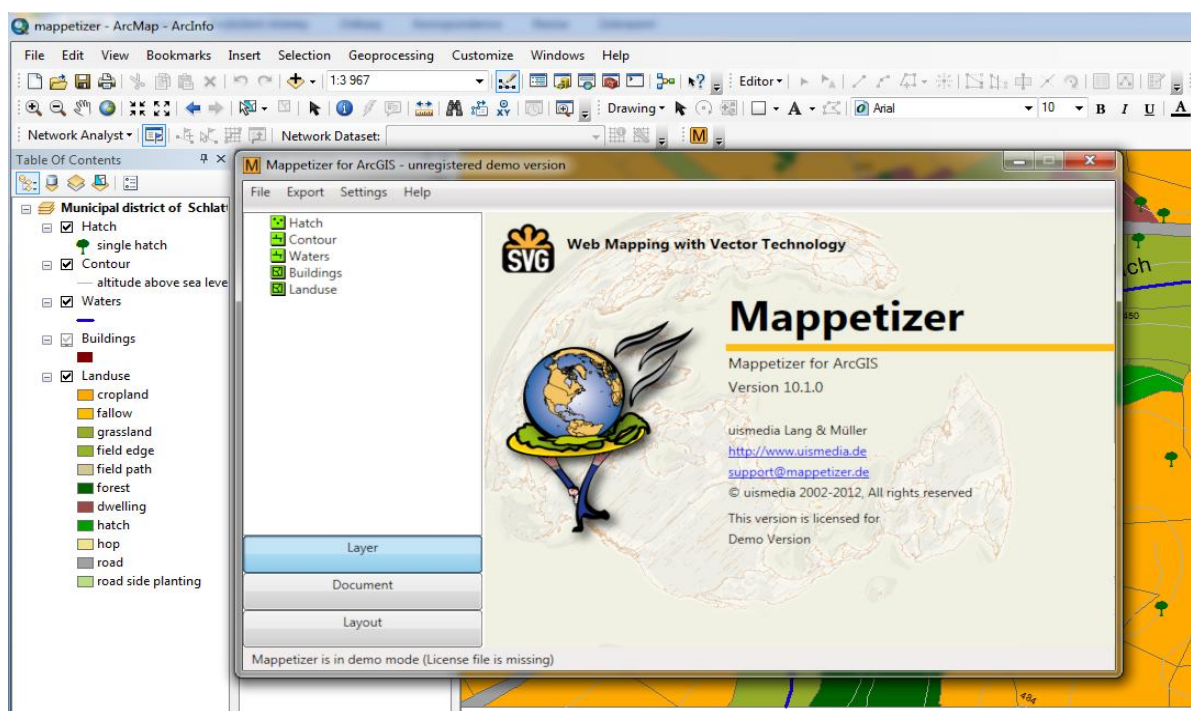 mappetizer - ArcMap - ArcInfo
File Edit View Bookmarks Insert Selection Geoprocessing Customize Windows Help
1:3 967
Editor
Drawing A Arial 10 B I U A
Network Analyst Network Dataset: M
Table Of Contents
Municipal district of Schlatt
Hatch
single hatch
Contour
altitude above sea leve
Waters
Buildings
Landuse
cropland
fallow
grassland
field edge
field path
forest
dwelling
hatch
hop
road
road side planting
M Mappetizer for ArcGIS - unregistered demo version
File Export Settings Help
Hatch
Contour
Waters
Buildings
Landuse
Layer
Document
Layout
SVG
Web Mapping with Vector Technology
Mappetizer
Mappetizer for ArcGIS
Version 10.1.0
uismedia Lang & Müller
http://www.uismedia.de
support@mappetizer.de
© uismedia 2002-2012, All rights reserved
This version is licensed for
Demo Version
Mappetizer is in demo mode (License file is missing)
ch
450
484